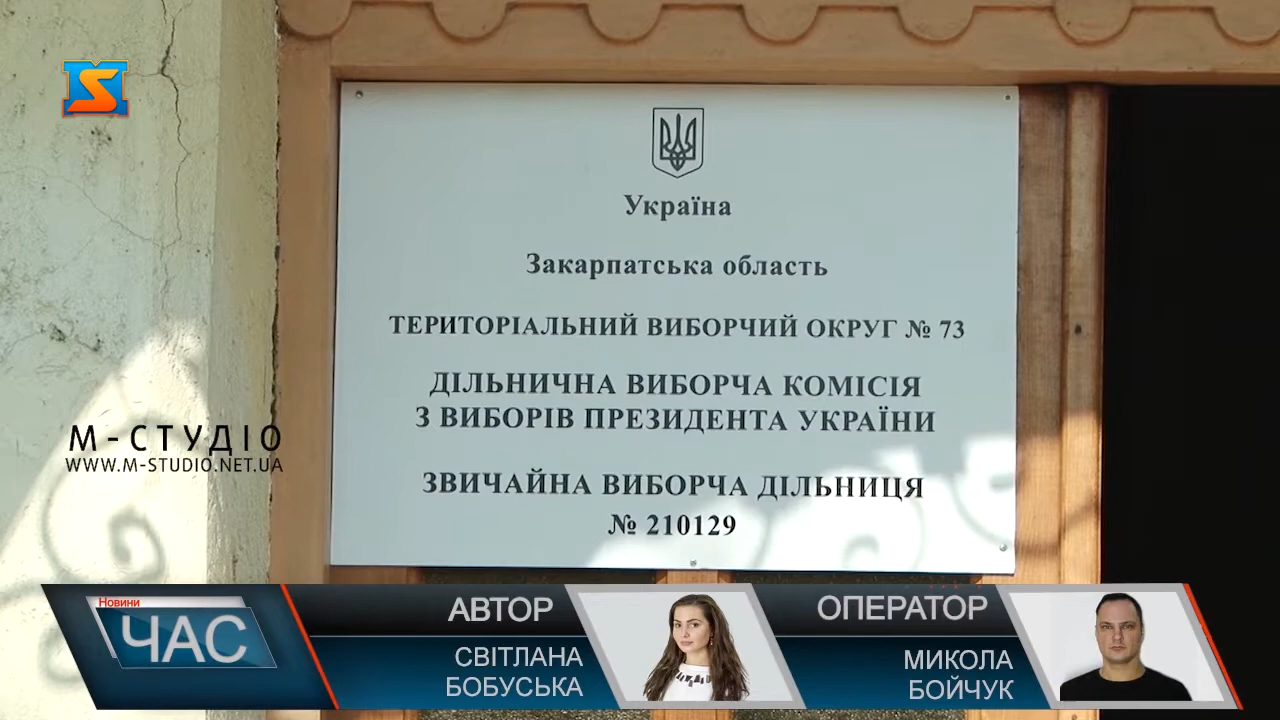 Україна
Закарпатська область
ТЕРИТОРІАЛЬНИЙ ВИБОРЧИЙ ОКРУГ № 73
ДІЛЬНИЧНА ВИБОРЧА КОМІСІЯ
З ВИБОРІВ ПРЕЗИДЕНТА УКРАЇНИ
ЗВИЧАЙНА ВИБОРЧА ДІЛЬНИЦЯ
№ 210129
М-СТУДІО
WWW.M-STUDIO.NET.UA
Новини
ЧАС
АВТОР
СВІТЛАНА
БОБУСЬКА
ОПЕРАТОР
МИКОЛА
БОЙЧУК